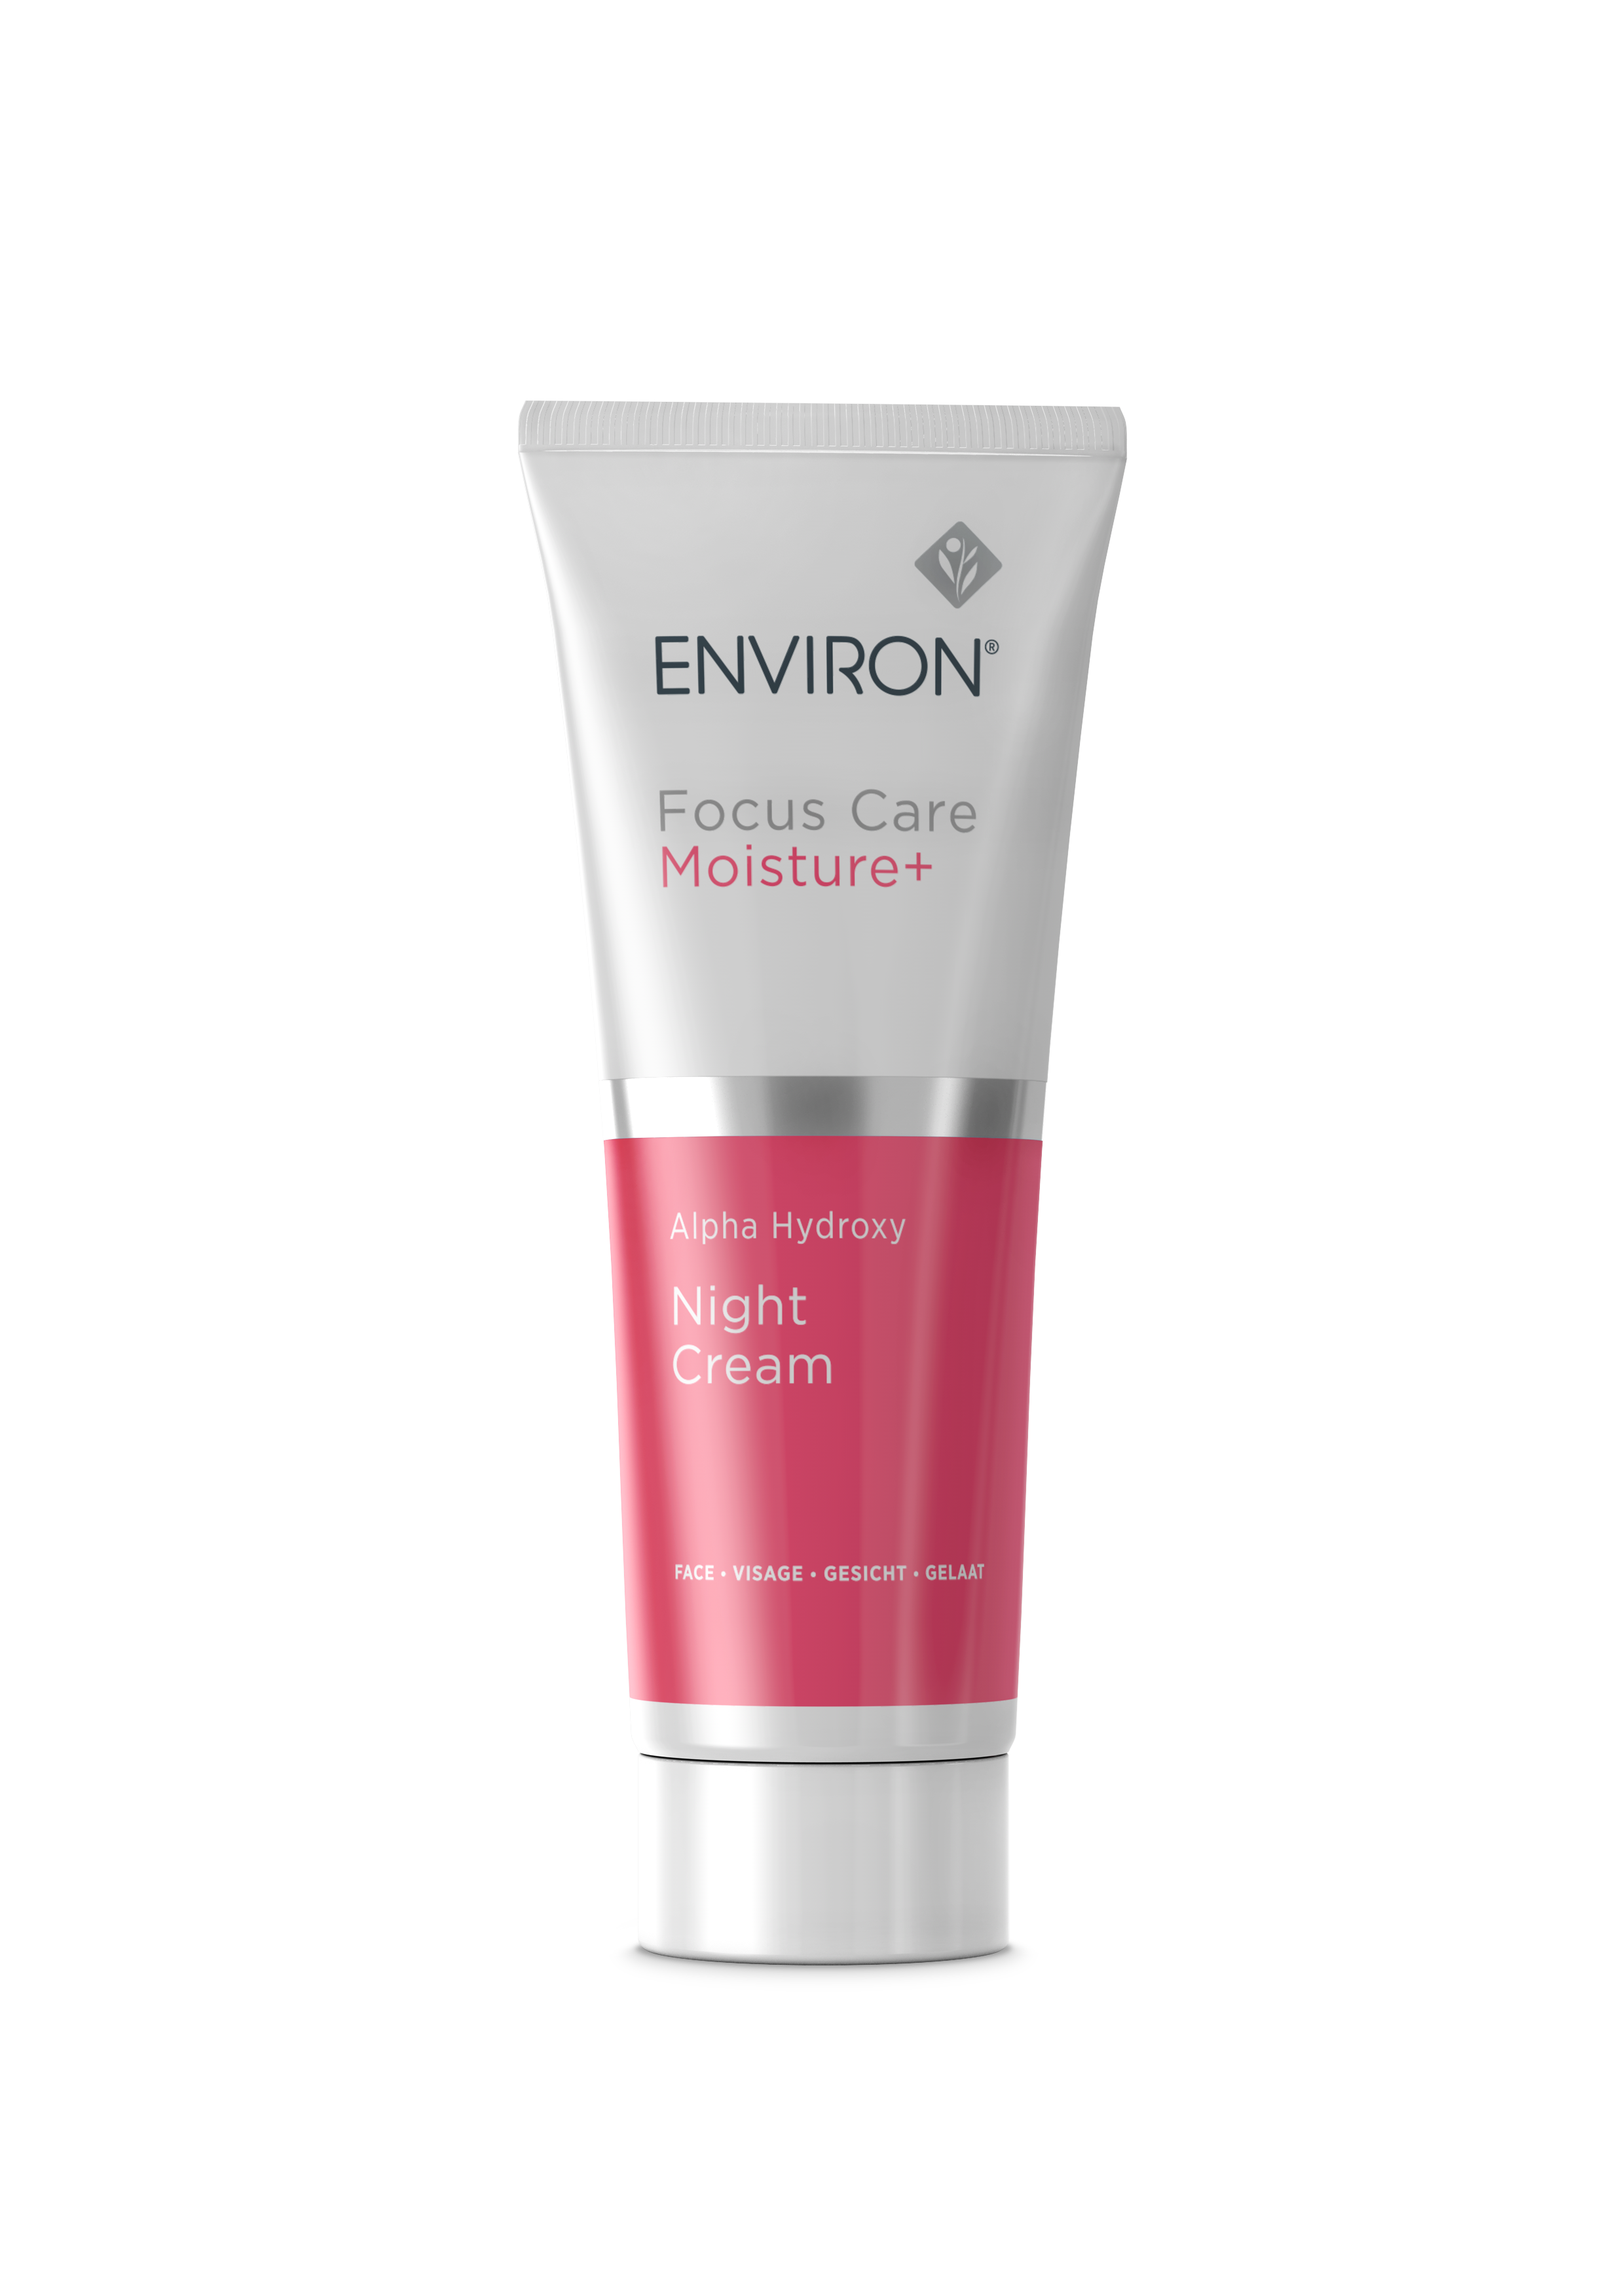 ENVIRON®
Focus Care
Moisture+
Alpha Hydroxy
Night
Cream
FACE • VISAGE • GESICHT • GELAAT